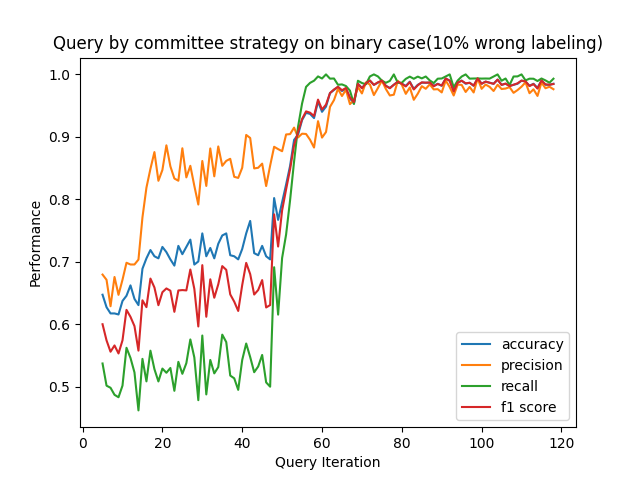 Query by committee strategy on binary case(10% wrong labeling)
1.0
0.9
0.8
0.7
0.6
0.5
Performance
0
20
40
60
80
100
120
Query Iteration
accuracy
precision
recall
f1 score